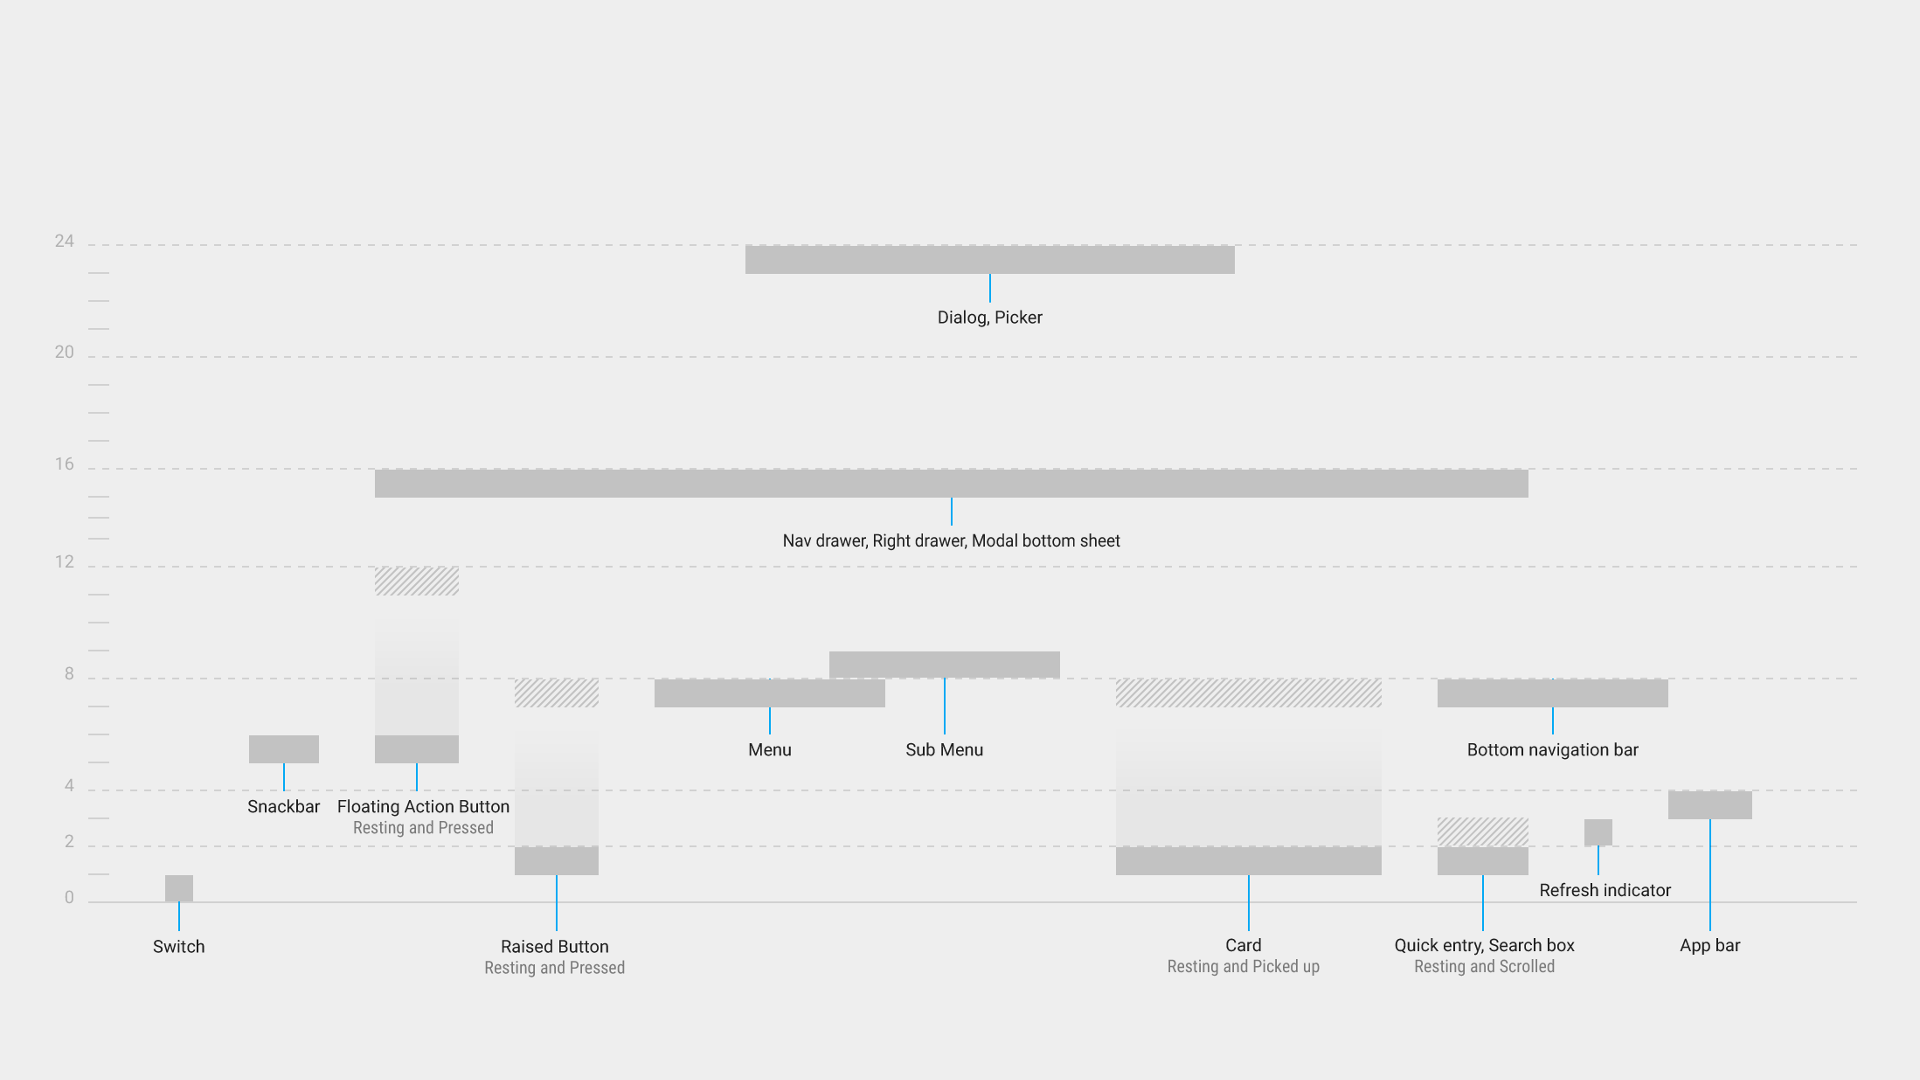 24
Dialog, Picker
20
16
Nav drawer, Right drawer, Modal bottom sheet
12
8
Menu
Sub Menu
Bottom navigation bar
4
Snackbar
Floating Action Button
Resting and Pressed
2
Refresh indicator
0
Switch
Raised Button
Resting and Pressed
Card
Resting and Picked up
Quick entry, Search box
Resting and Scrolled
App bar